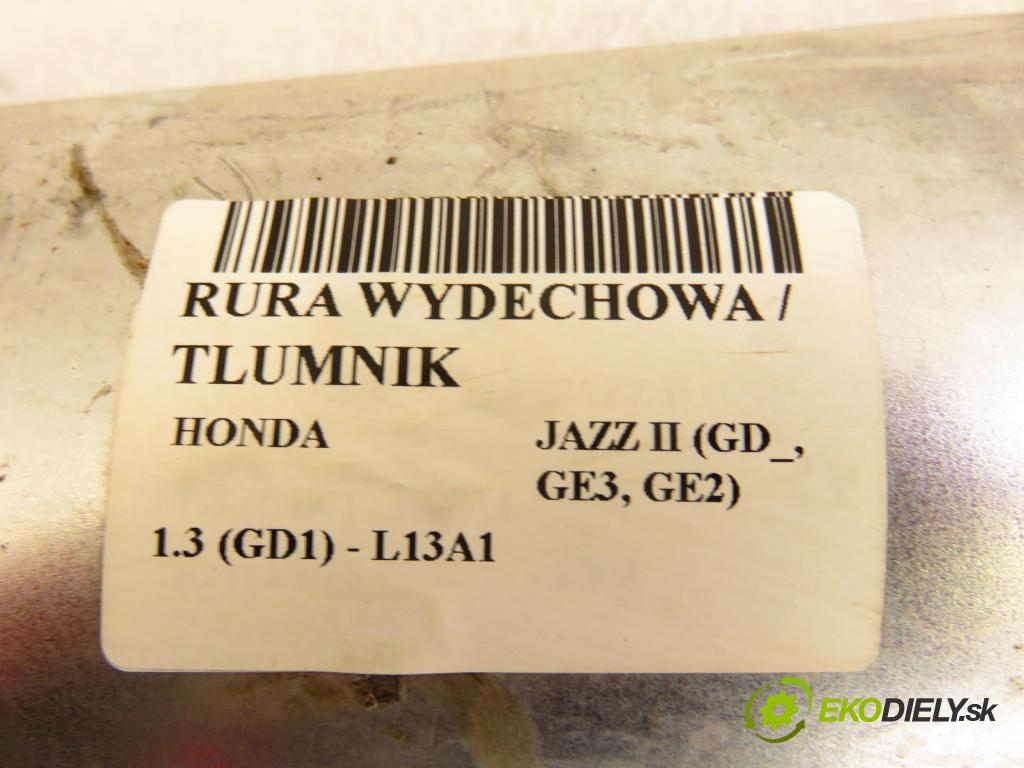 RURA WYDECHOWA /
TLUMNIK
HONDA
JAZZ II (GD_,
GE3, GE2)
1.3 (GD1) - L13A1
EKODIELY.sk